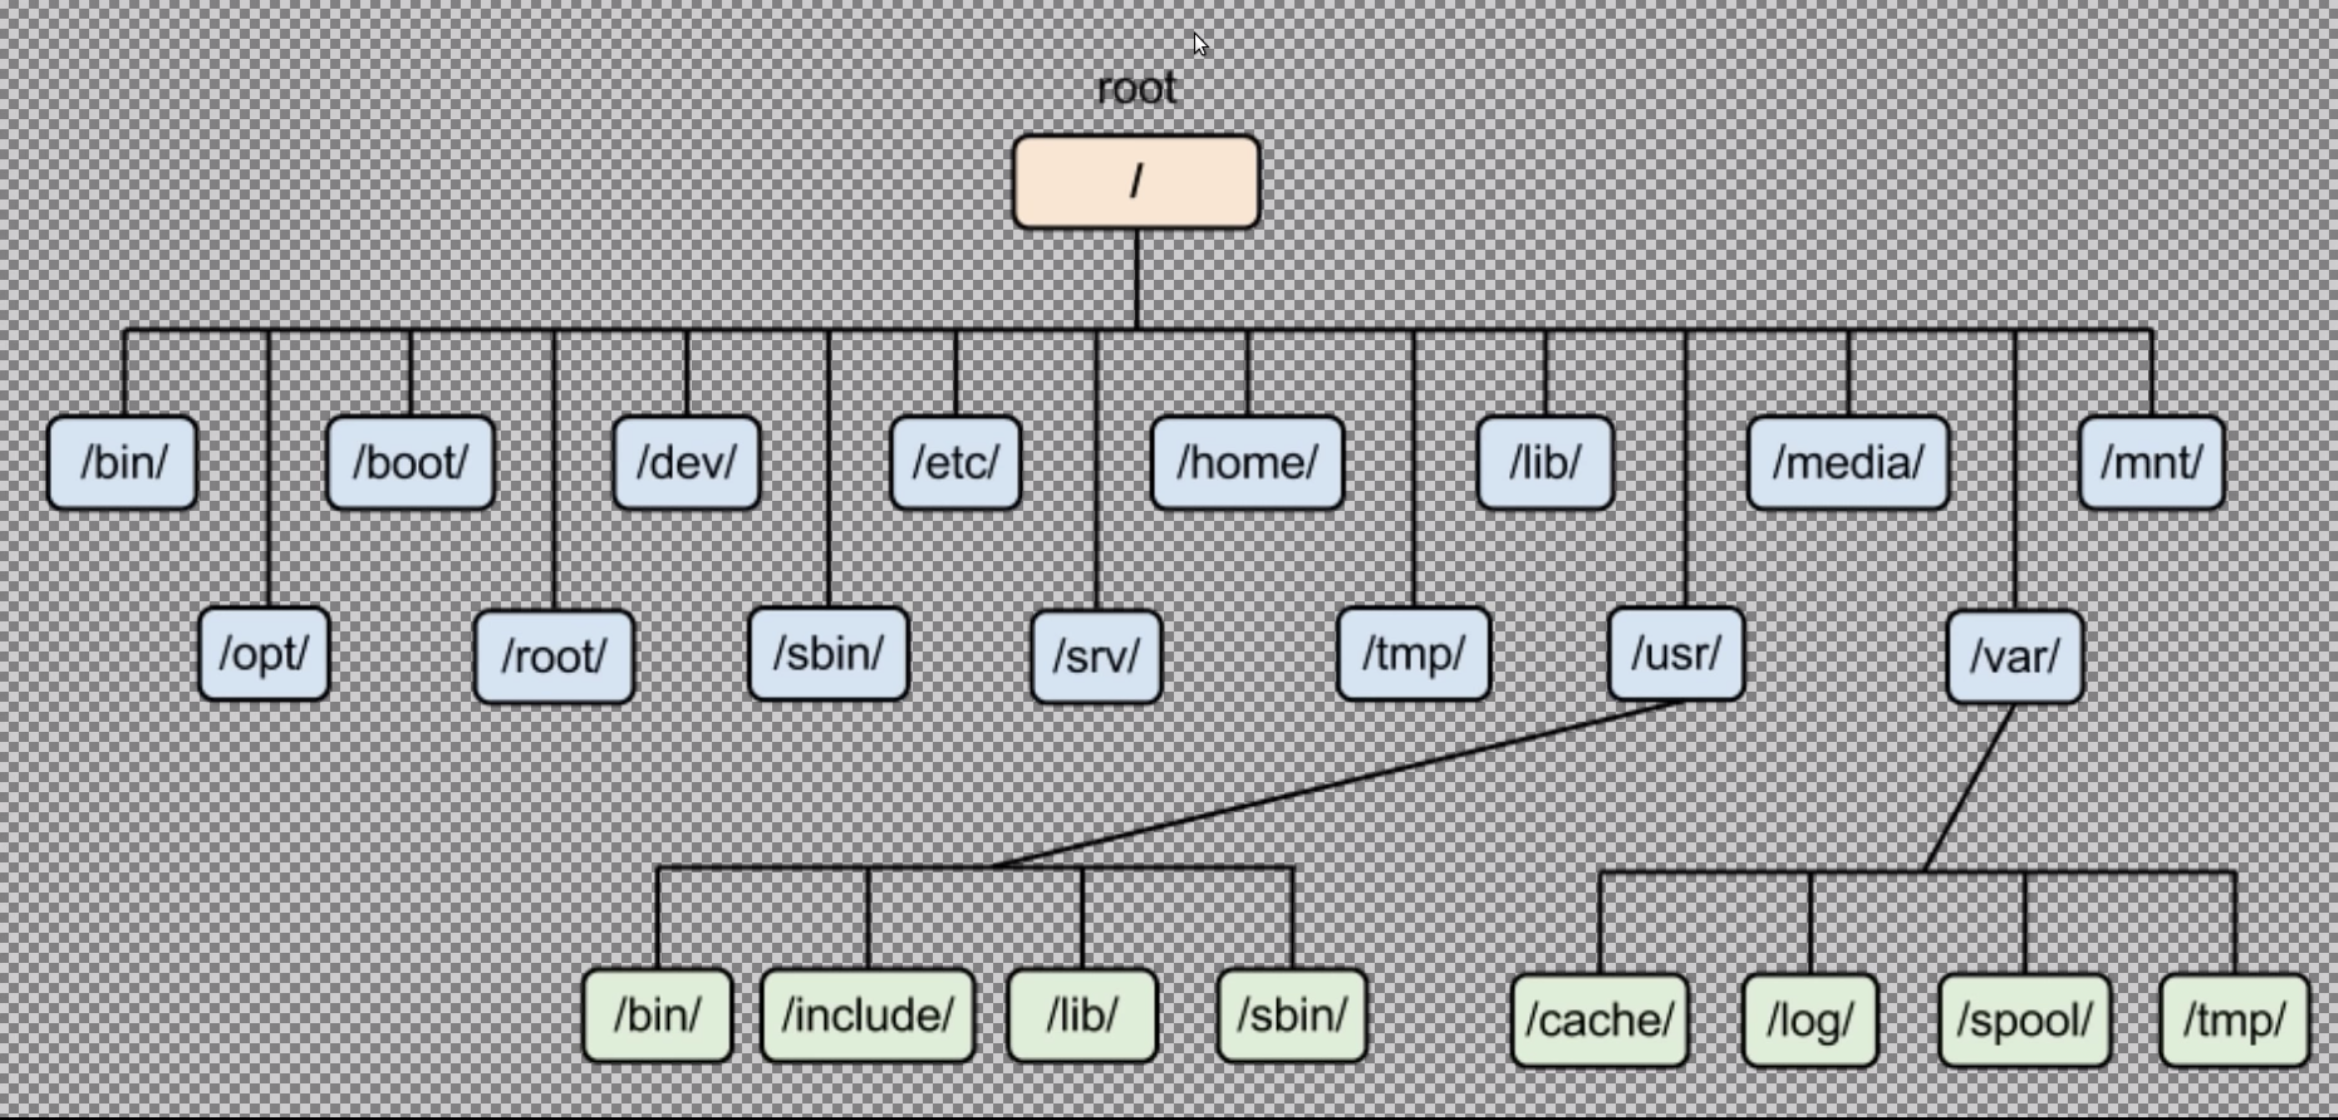 root
/
/bin/
/boot/
/dev/
/etc/
/home/
/lib/
/media/
/mnt/
/opt/
/root/
/sbin/
/srv/
/tmp/
/usr/
/var/
/bin/
/include/
/lib/
/sbin/
/cache/
/log/
/spool/
/tmp/